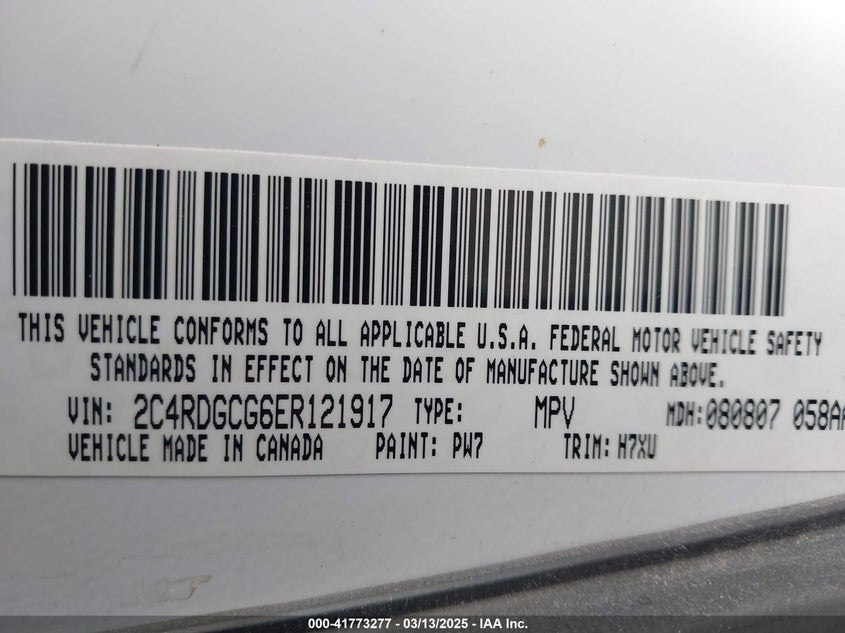 THIS VEHICLE CONFORMS TO ALL APPLICABLE U.S.A. FEDERAL MOTOR VEHICLE SAFETY
STANDARDS IN EFFECT ON THE DATE OF MANUFACTURE SHOWN ABOVE.
VIN: 2C4RDGCG6ER121917 TYPE: MPV MDH:080807 058AA
VEHICLE MADE IN CANADA PAINT: PW7 TRIM: H7XU
000-41773277 - 03/13/2025 - IAA Inc.